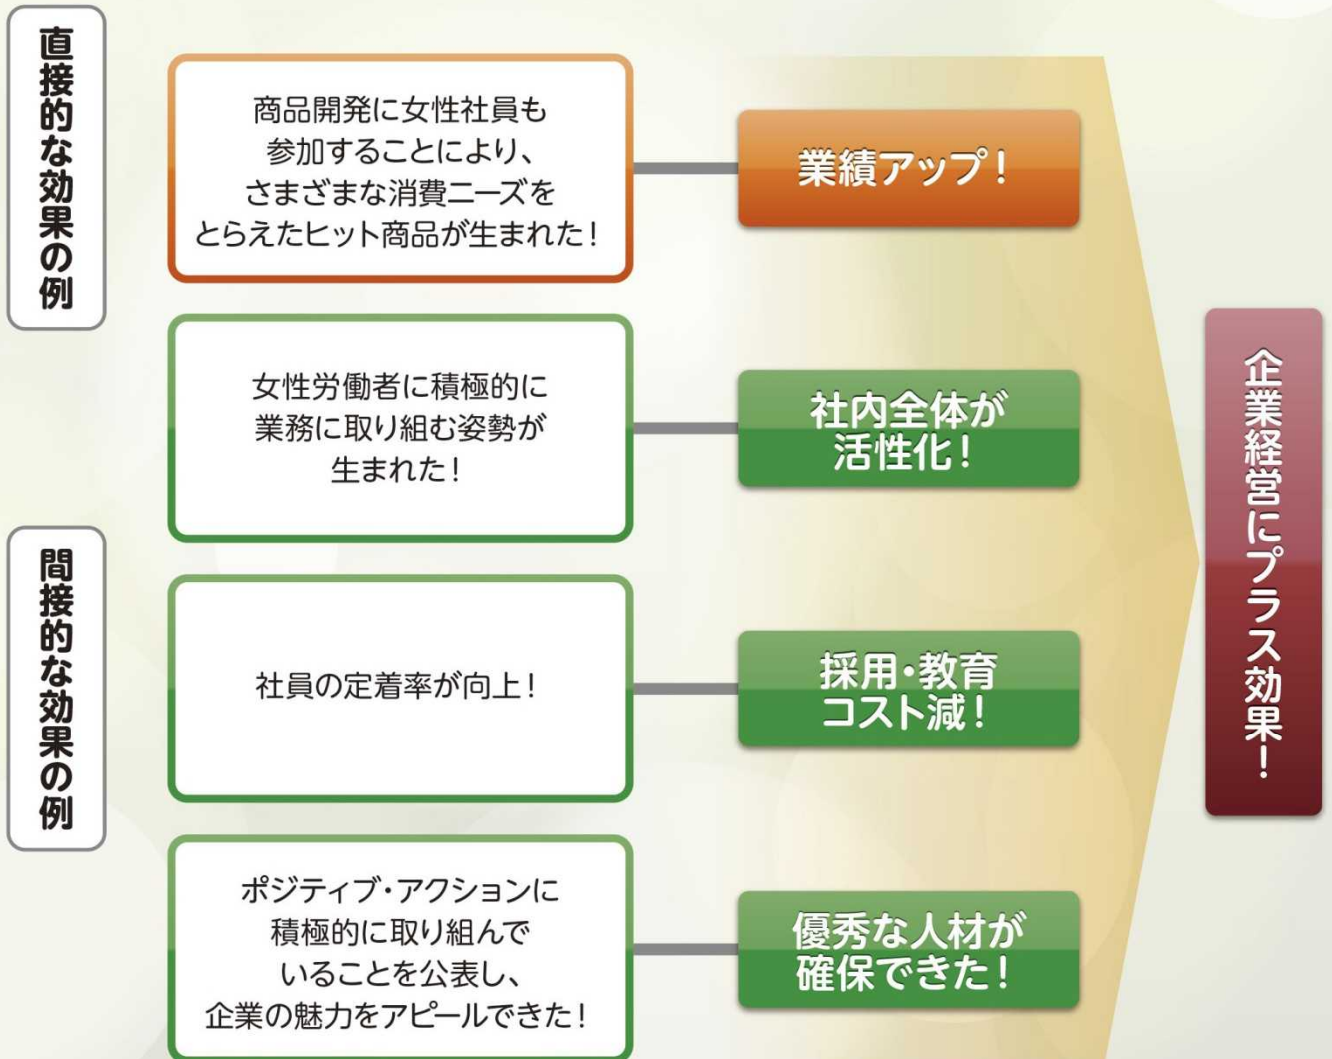 直接的な効果の例
商品開発に女性社員も
参加することにより、
さまざまな消費ニーズを
とらえたヒット商品が生まれた!
業績アップ!
間接的な効果の例
女性労働者に積極的に
業務に取り組む姿勢が
生まれた!
社内全体が
活性化!
社員の定着率が向上!
採用・教育
コスト減!
ポジティブ・アクションに
積極的に取り組んで
いることを公表し、
企業の魅力をアピールできた!
優秀な人材が
確保できた!
企業経営にプラス効果!